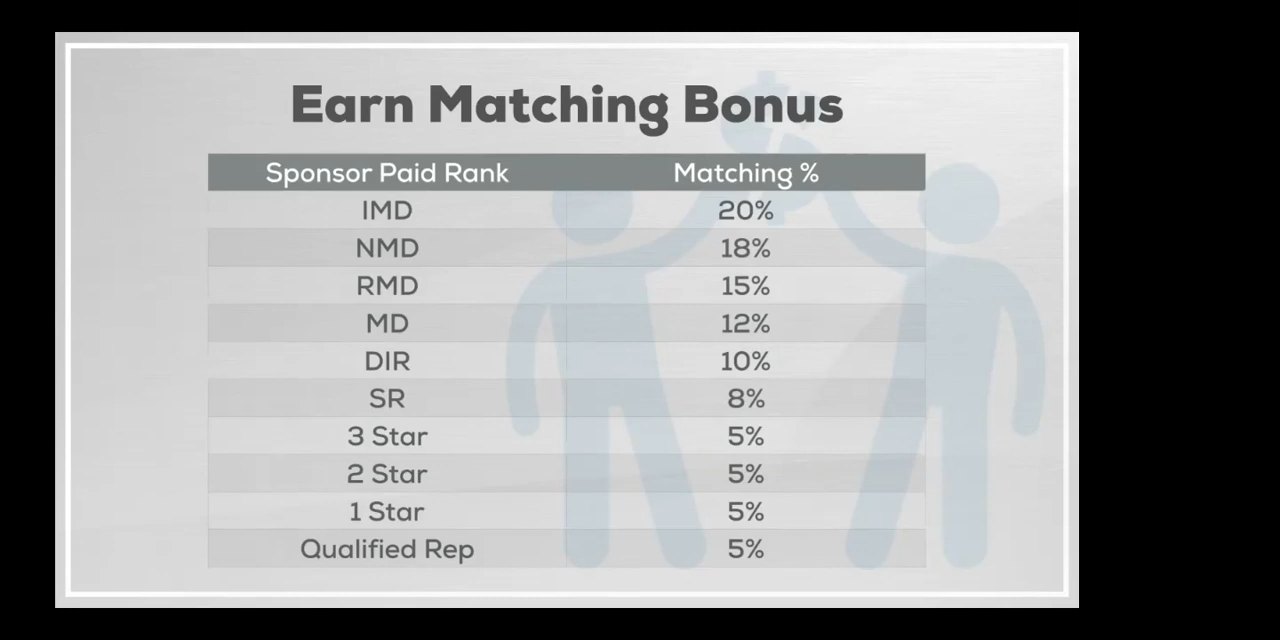 Earn Matching Bonus
Sponsor Paid Rank Matching %
IMD 20%
NMD 18%
RMD 15%
MD 12%
DIR 10%
SR 8%
3 Star 5%
2 Star 5%
1 Star 5%
Qualified Rep 5%